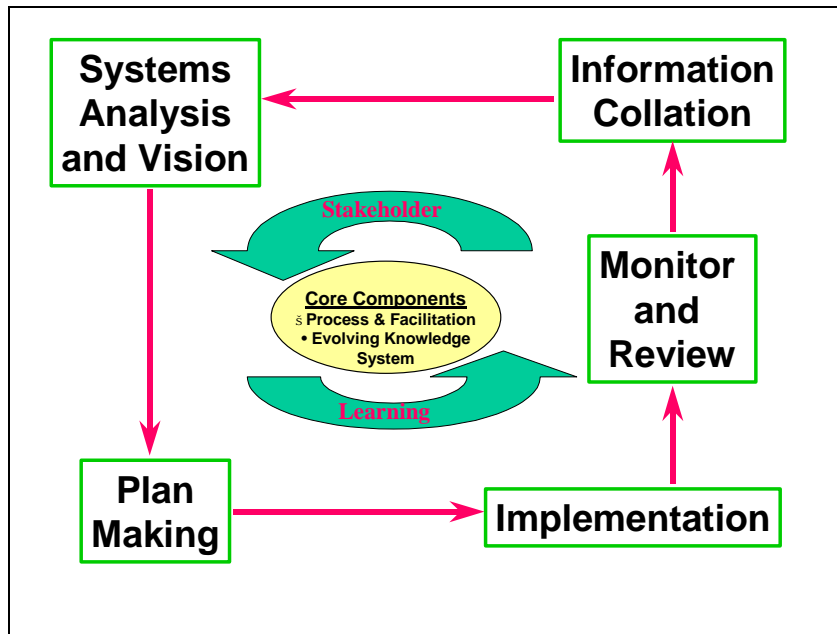 Systems
Analysis
and Vision
Information
Collation
Stakeholder
Core Components
š Process & Facilitation
• Evolving Knowledge
System
Monitor
and
Review
Learning
Plan
Making
Implementation